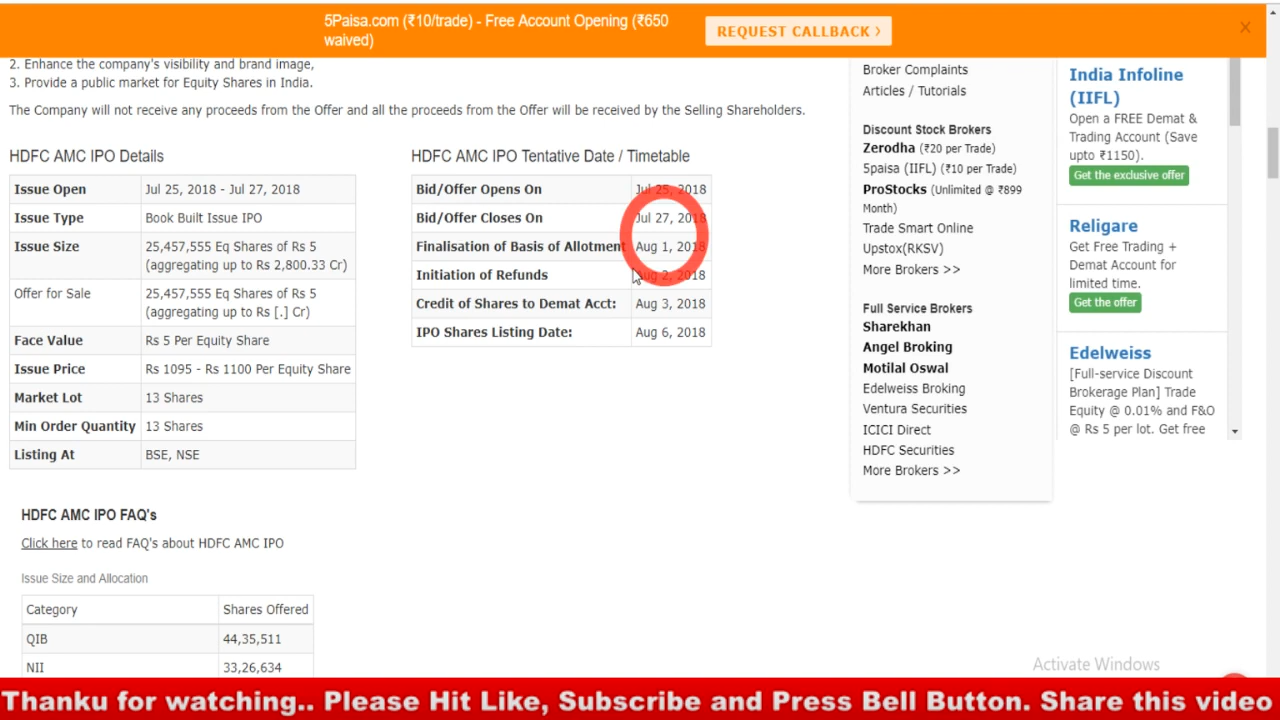 5Paisa.com (₹10/trade) - Free Account Opening (₹650
waived)
REQUEST CALLBACK
X
2. Enhance the company's visibility and brand image,
3. Provide a public market for Equity Shares in India.
The Company will not receive any proceeds from the Offer and all the proceeds from the Offer will be received by the Selling Shareholders.
HDFC AMC IPO Details
Issue Open Jul 25, 2018 - Jul 27, 2018
Issue Type Book Built Issue IPO
Issue Size 25,457,555 Eq Shares of Rs 5
(aggregating up to Rs 2,800.33 Cr)
Offer for Sale 25,457,555 Eq Shares of Rs 5
(aggregating up to Rs [.] Cr)
Face Value Rs 5 Per Equity Share
Issue Price Rs 1095 - Rs 1100 Per Equity Share
Market Lot 13 Shares
Min Order Quantity 13 Shares
Listing At BSE, NSE
HDFC AMC IPO Tentative Date / Timetable
Bid/Offer Opens On Jul 25, 2018
Bid/Offer Closes On Jul 27, 2018
Finalisation of Basis of Allotment Aug 1, 2018
Initiation of Refunds Aug 2, 2018
Credit of Shares to Demat Acct: Aug 3, 2018
IPO Shares Listing Date: Aug 6, 2018
HDFC AMC IPO FAQ's
Click here to read FAQ's about HDFC AMC IPO
Issue Size and Allocation
Category Shares Offered
QIB 44,35,511
NII 33,26,634
Broker Complaints
Articles / Tutorials
Discount Stock Brokers
Zerodha (₹20 per Trade)
5paisa (IIFL) (₹10 per Trade)
ProStocks (Unlimited @ ₹899
Month)
Trade Smart Online
Upstox(RKSV)
More Brokers >>
Full Service Brokers
Sharekhan
Angel Broking
Motilal Oswal
Edelweiss Broking
Ventura Securities
ICICI Direct
HDFC Securities
More Brokers >>
India Infoline
(IIFL)
Open a FREE Demat &
Trading Account (Save
upto ₹1150).
Get the exclusive offer
Religare
Get Free Trading +
Demat Account for
limited time.
Get the offer
Edelweiss
[Full-service Discount
Brokerage Plan] Trade
Equity @ 0.01% and F&O
@ Rs 5 per lot. Get free
Activate Windows
Thanku for watching.. Please Hit Like, Subscribe and Press Bell Button. Share this video